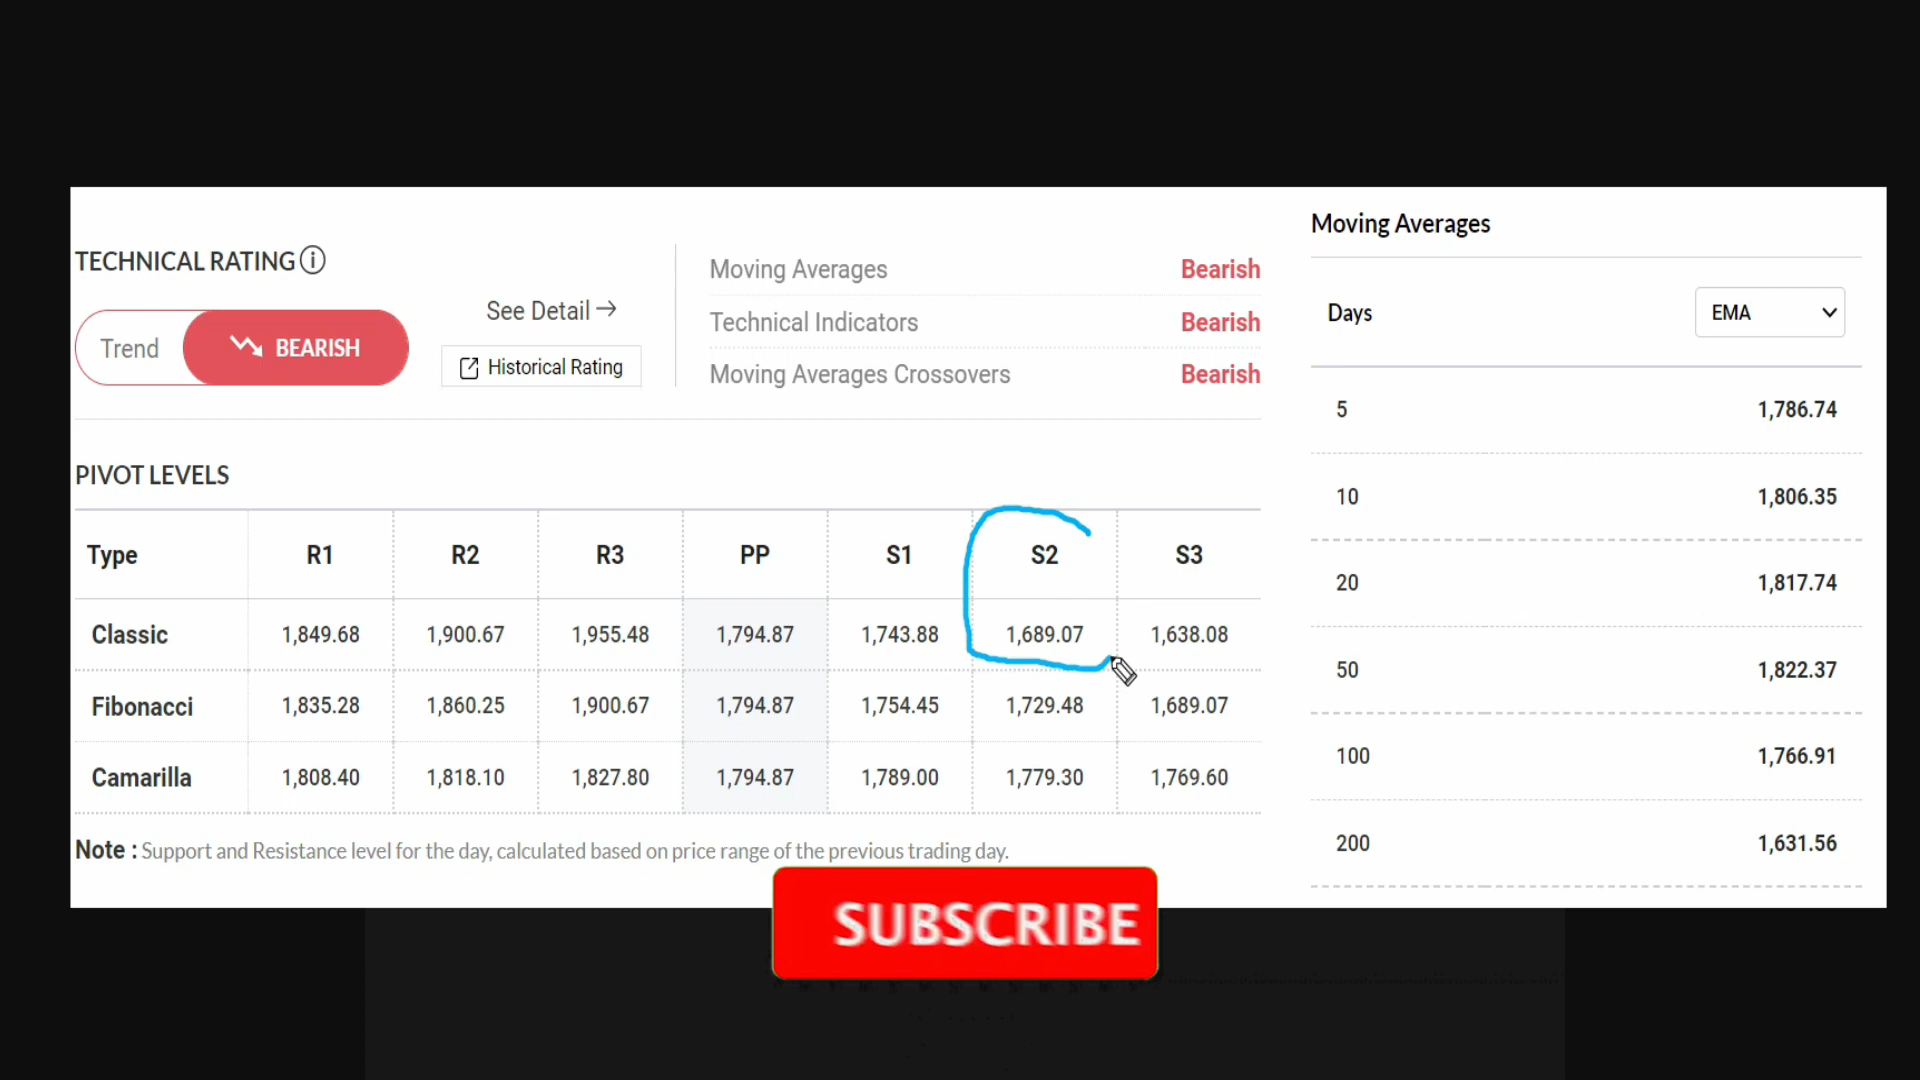 TECHNICAL RATING
Trend BEARISH
See Detail →
Historical Rating
Moving Averages Bearish
Technical Indicators Bearish
Moving Averages Crossovers Bearish
PIVOT LEVELS
Type R1 R2 R3 PP S1 S2 S3
Classic 1,849.68 1,900.67 1,955.48 1,794.87 1,743.88 1,689.07 1,638.08
Fibonacci 1,835.28 1,860.25 1,900.67 1,794.87 1,754.45 1,729.48 1,689.07
Camarilla 1,808.40 1,818.10 1,827.80 1,794.87 1,789.00 1,779.30 1,769.60
Note : Support and Resistance level for the day, calculated based on price range of the previous trading day.
Moving Averages
Days EMA
5 1,786.74
10 1,806.35
20 1,817.74
50 1,822.37
100 1,766.91
200 1,631.56
SUBSCRIBE